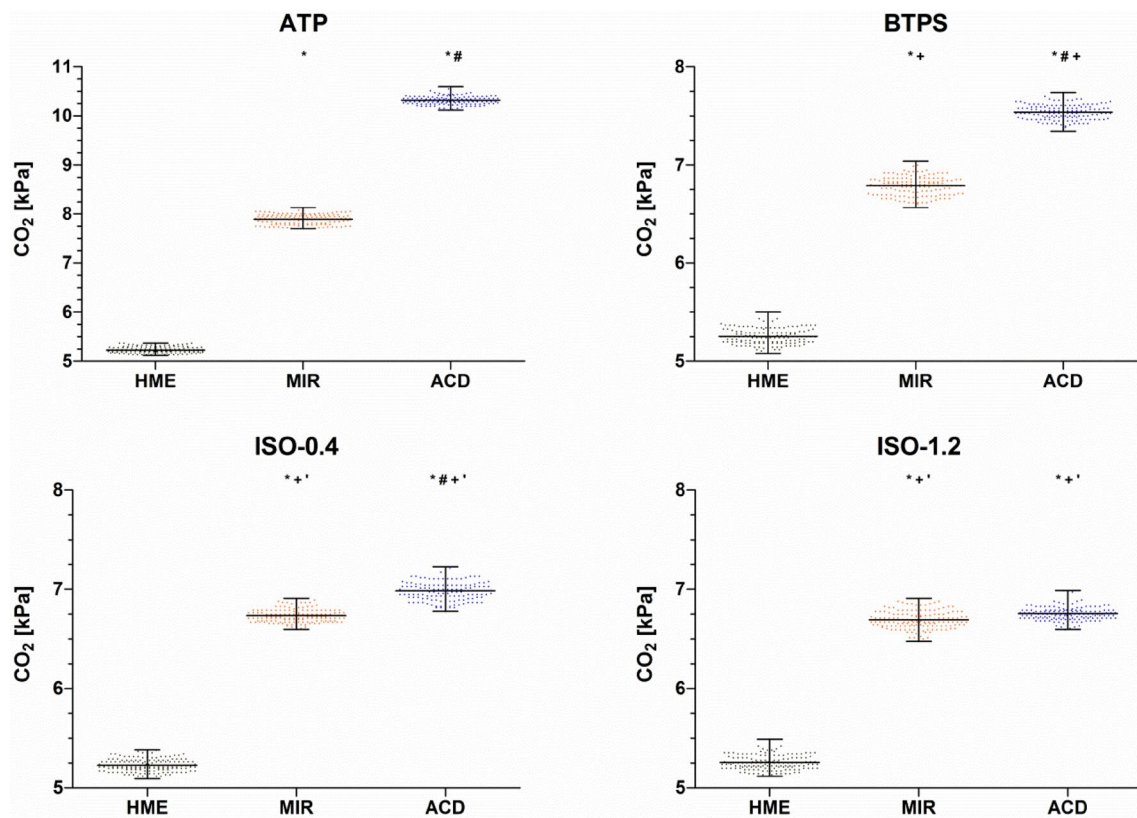 ATP
* *#
CO2 [kPa]
11
10
9
8
7
6
5
HME MIR ACD
BTPS
*+ *#+
CO2 [kPa]
8
7
6
5
HME MIR ACD
ISO-0.4
*+' *#+'
CO2 [kPa]
8
7
6
5
HME MIR ACD
ISO-1.2
*+' *+'
CO2 [kPa]
8
7
6
5
HME MIR ACD